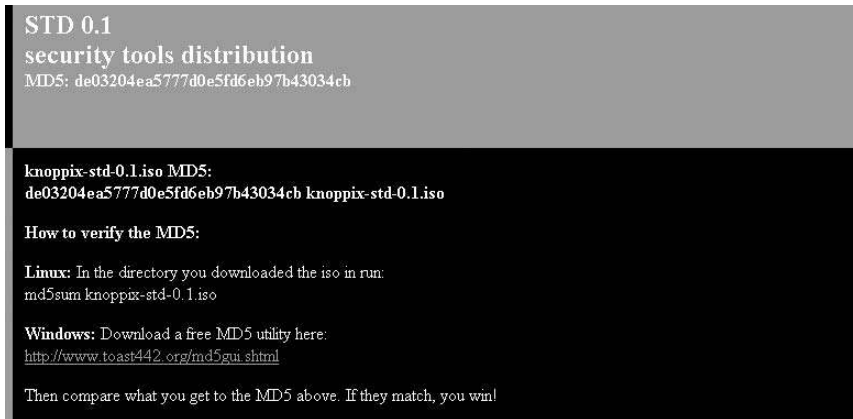 STD 0.1
security tools distribution
MD5: de03204ea5777d0e5fd6eb97b43034cb
knoppix-std-0.1.iso MD5:
de03204ea5777d0e5fd6eb97b43034cb knoppix-std-0.1.iso
How to verify the MD5:
Linux: In the directory you downloaded the iso in run:
md5sum knoppix-std-0.1.iso
Windows: Download a free MD5 utility here:
http://www.toast442.org/md5gui.shtml
Then compare what you get to the MD5 above. If they match, you win!